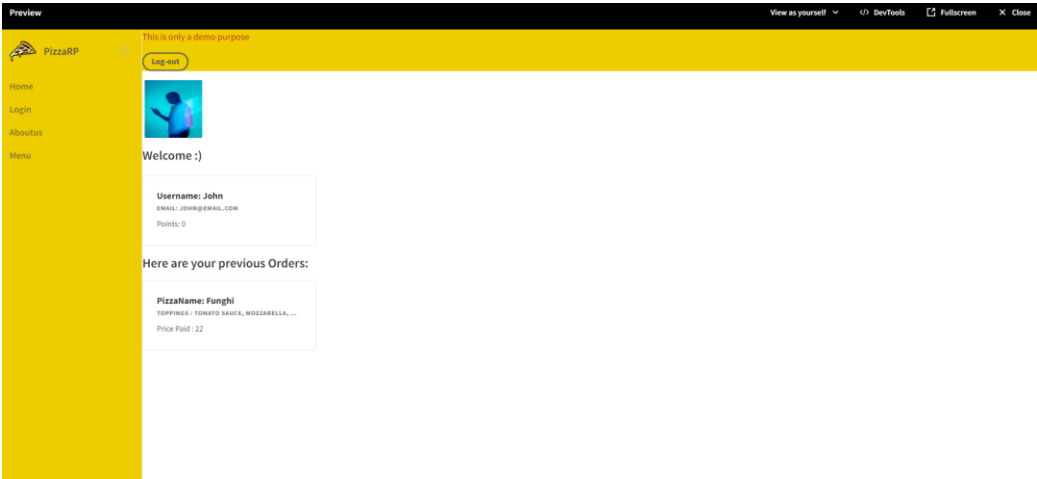 Preview
View as yourself
</> DevTools
Fullscreen
Close
PizzaRP
Home
Login
Aboutus
Menu
This is only a demo purpose
Log-out
Welcome :)
Username: John
EMAIL: JOHN@EMAIL.COM
Points: 0
Here are your previous Orders:
PizzaName: Funghi
TOPPINGS : TOMATO SAUCE, MOZZARELLA, ...
Price Paid : 22